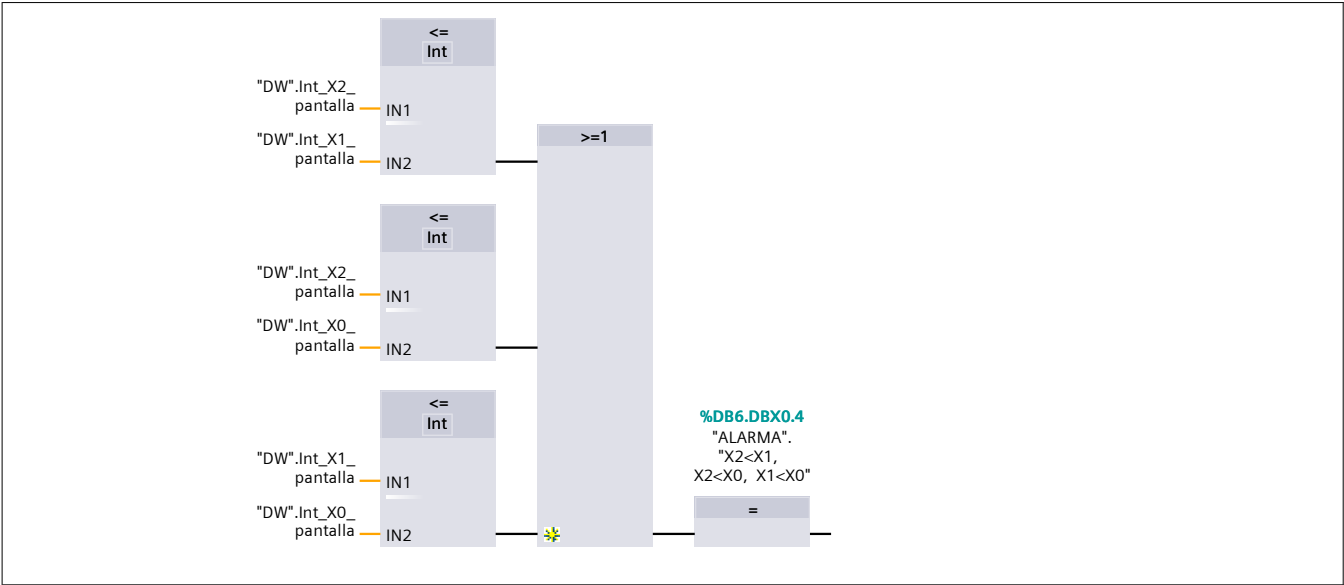 <=
Int
"DW".Int_X2_
pantalla
IN1
"DW".Int_X1_
pantalla
IN2
>=1
<=
Int
"DW".Int_X2_
pantalla
IN1
"DW".Int_X0_
pantalla
IN2
<=
Int
"DW".Int_X1_
pantalla
IN1
"DW".Int_X0_
pantalla
IN2
%DB6.DBX0.4
"ALARMA".
"X2<X1,
X2<X0, X1<X0"
=